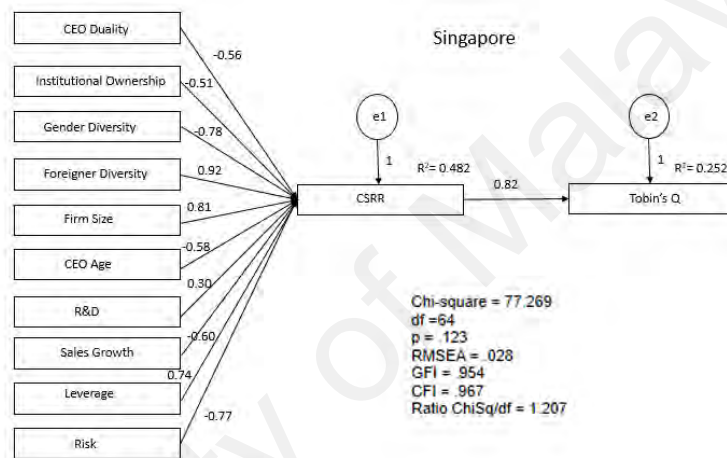 Singapore
CEO Duality
-0.56
Institutional Ownership
-0.51
Gender Diversity
-0.78
Foreigner Diversity
0.92
Firm Size
0.81
CEO Age
-0.58
R&D
0.30
Sales Growth
-0.60
Leverage
0.74
Risk
-0.77
e1
1
R²= 0.482
CSRR
0.82
e2
1
R²= 0.252
Tobin's Q
Chi-square = 77.269
df =64
p = .123
RMSEA = .028
GFI = .954
CFI = .967
Ratio ChiSq/df = 1.207
ty of Malay